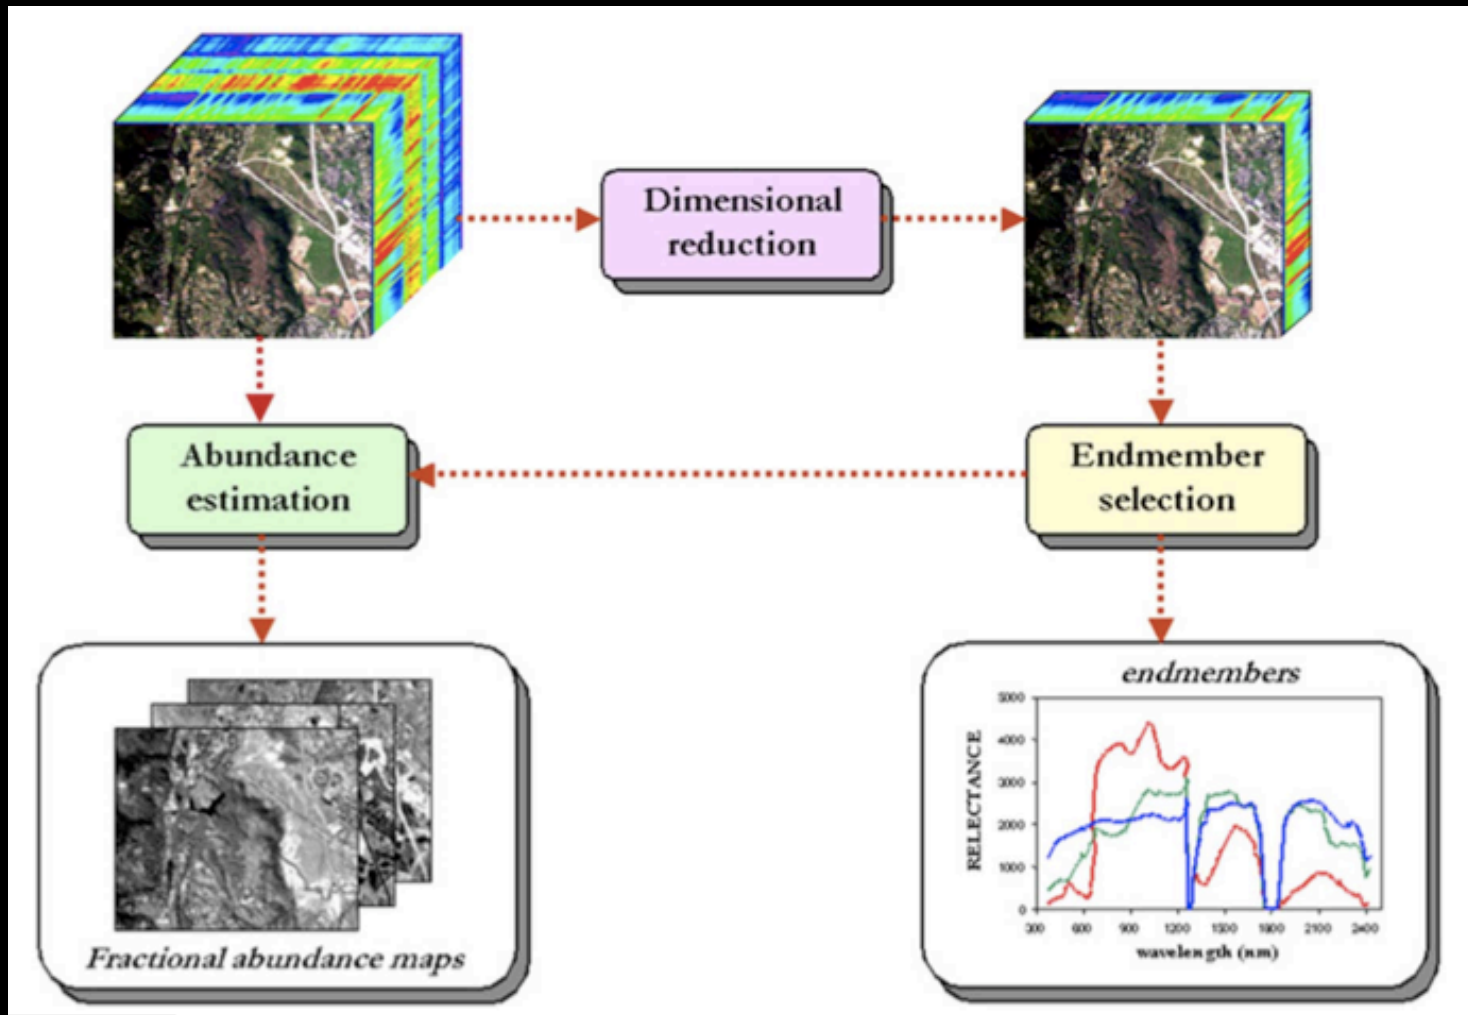 Dimensional
reduction
Abundance
estimation
Endmember
selection
Fractional abundance maps
endmembers
5000
4000
3000
2000
1000
0
RELECTANCE
300 600 900 1200 1500 1800 2100 2400
wavelength (nm)